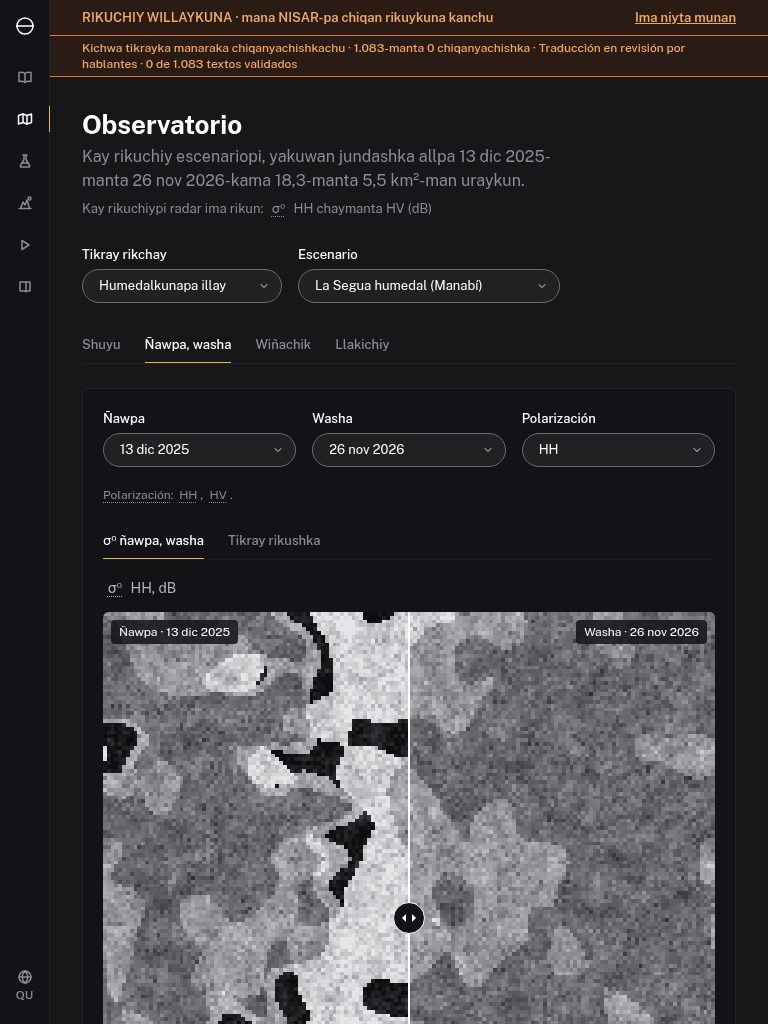 RIKUCHIY WILLAYKUNA · mana NISAR-pa chiqan rikuykuna kanchu
Ima niyta munan
Kichwa tikrayka manaraka chiqanyachishkachu · 1.083-manta 0 chiqanyachishka · Traducción en revisión por
hablantes · 0 de 1.083 textos validados
Observatorio
Kay rikuchiy escenariopi, yakuwan jundashka allpa 13 dic 2025-
manta 26 nov 2026-kama 18,3-manta 5,5 km²-man uraykun.
Kay rikuchiypi radar ima rikun: σ⁰ HH chaymanta HV (dB)
Tikray rikchay
Escenario
Humedalkunapa illay
La Segua humedal (Manabí)
Shuyu
Ñawpa, washa
Wiñachik
Llakichiy
Ñawpa
Washa
Polarización
13 dic 2025
26 nov 2026
HH
Polarización: HH , HV .
σ⁰ ñawpa, washa
Tikray rikushka
σ⁰ HH, dB
Ñawpa · 13 dic 2025
Washa · 26 nov 2026
QU